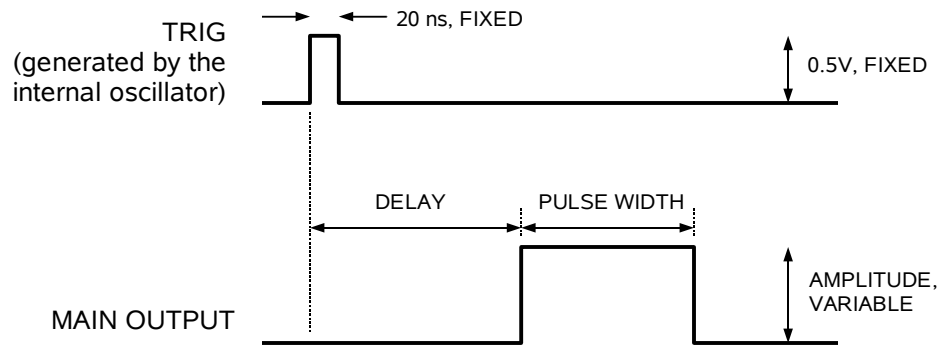 20 ns, FIXED
TRIG
(generated by the
internal oscillator)
0.5V, FIXED
DELAY
PULSE WIDTH
AMPLITUDE,
VARIABLE
MAIN OUTPUT